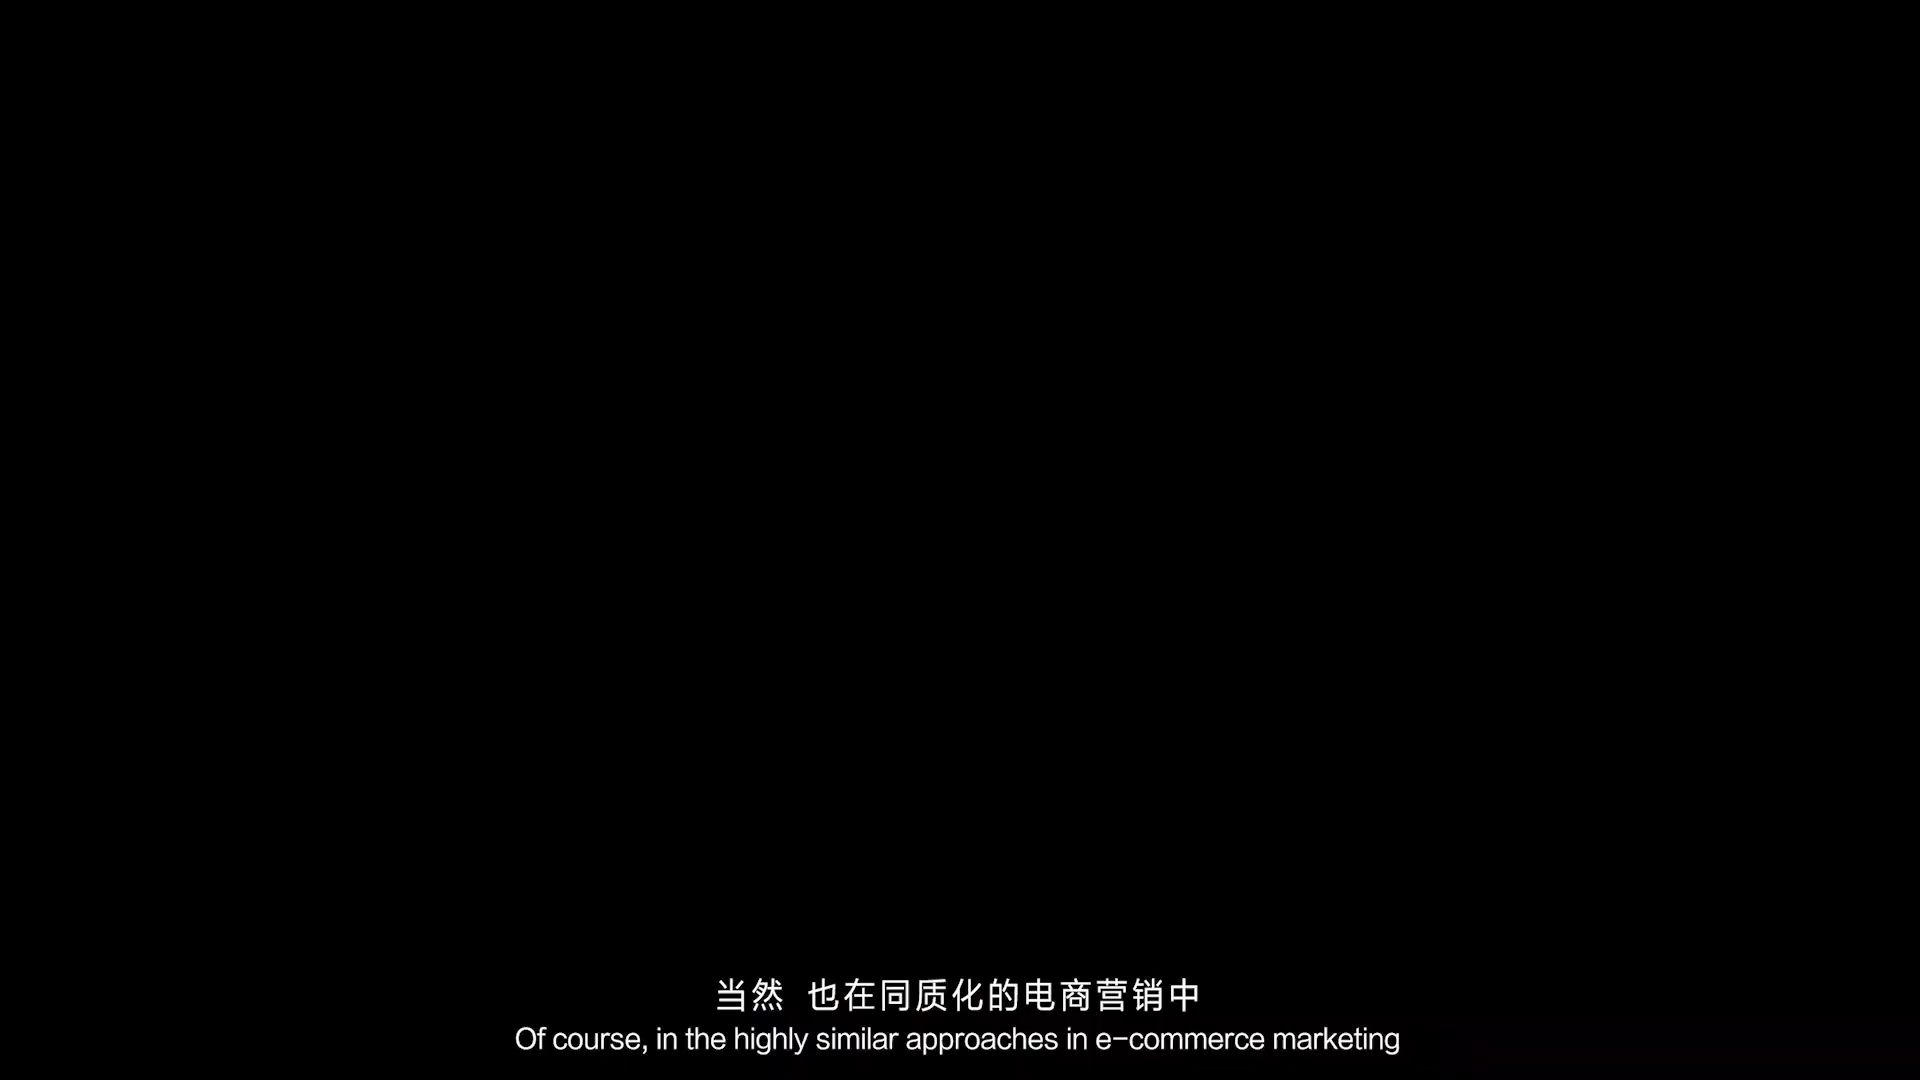 当然 也在同质化的电商营销中
Of course, in the highly similar approaches in e-commerce marketing